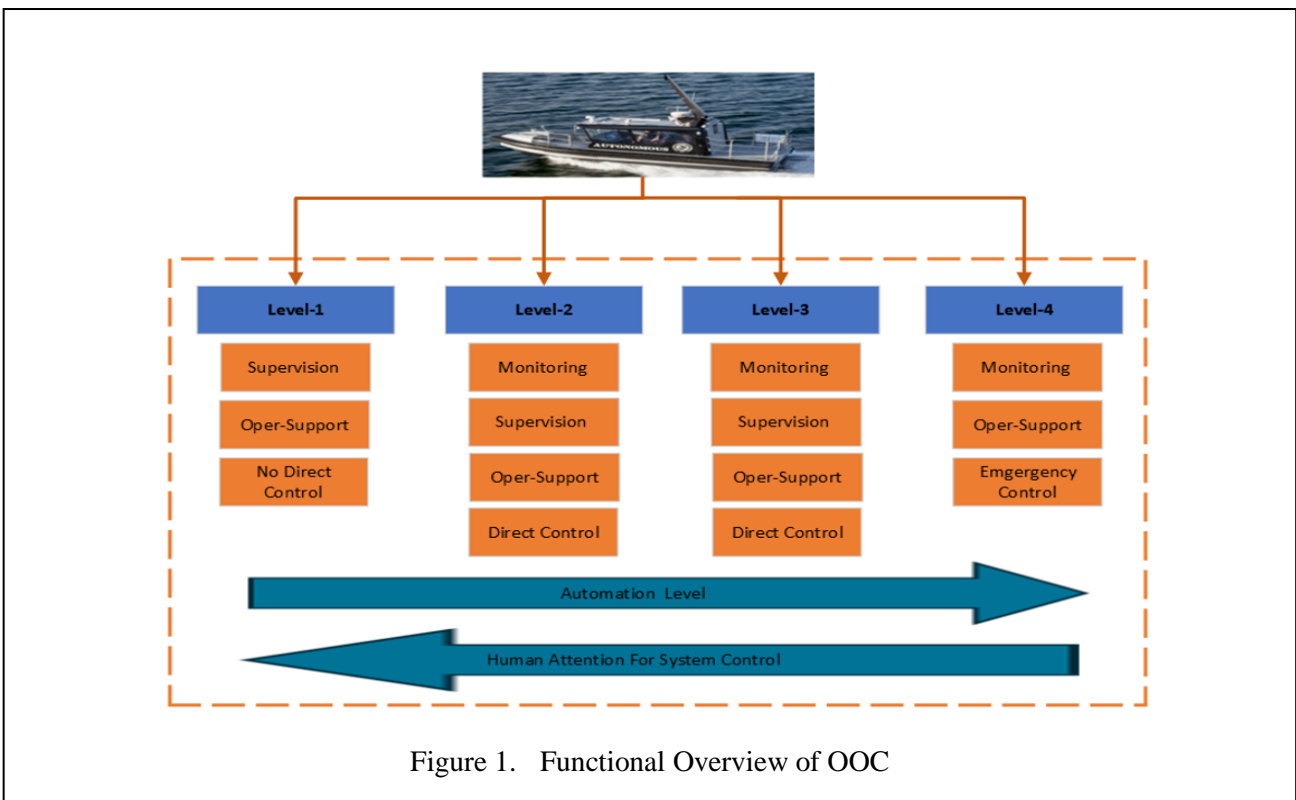 AUTONOMOUS
Level-1
Level-2
Level-3
Level-4
Supervision
Oper-Support
No Direct
Control
Monitoring
Supervision
Oper-Support
Direct Control
Monitoring
Supervision
Oper-Support
Direct Control
Monitoring
Oper-Support
Emgergency
Control
Automation Level
Human Attention For System Control
Figure 1. Functional Overview of OOC